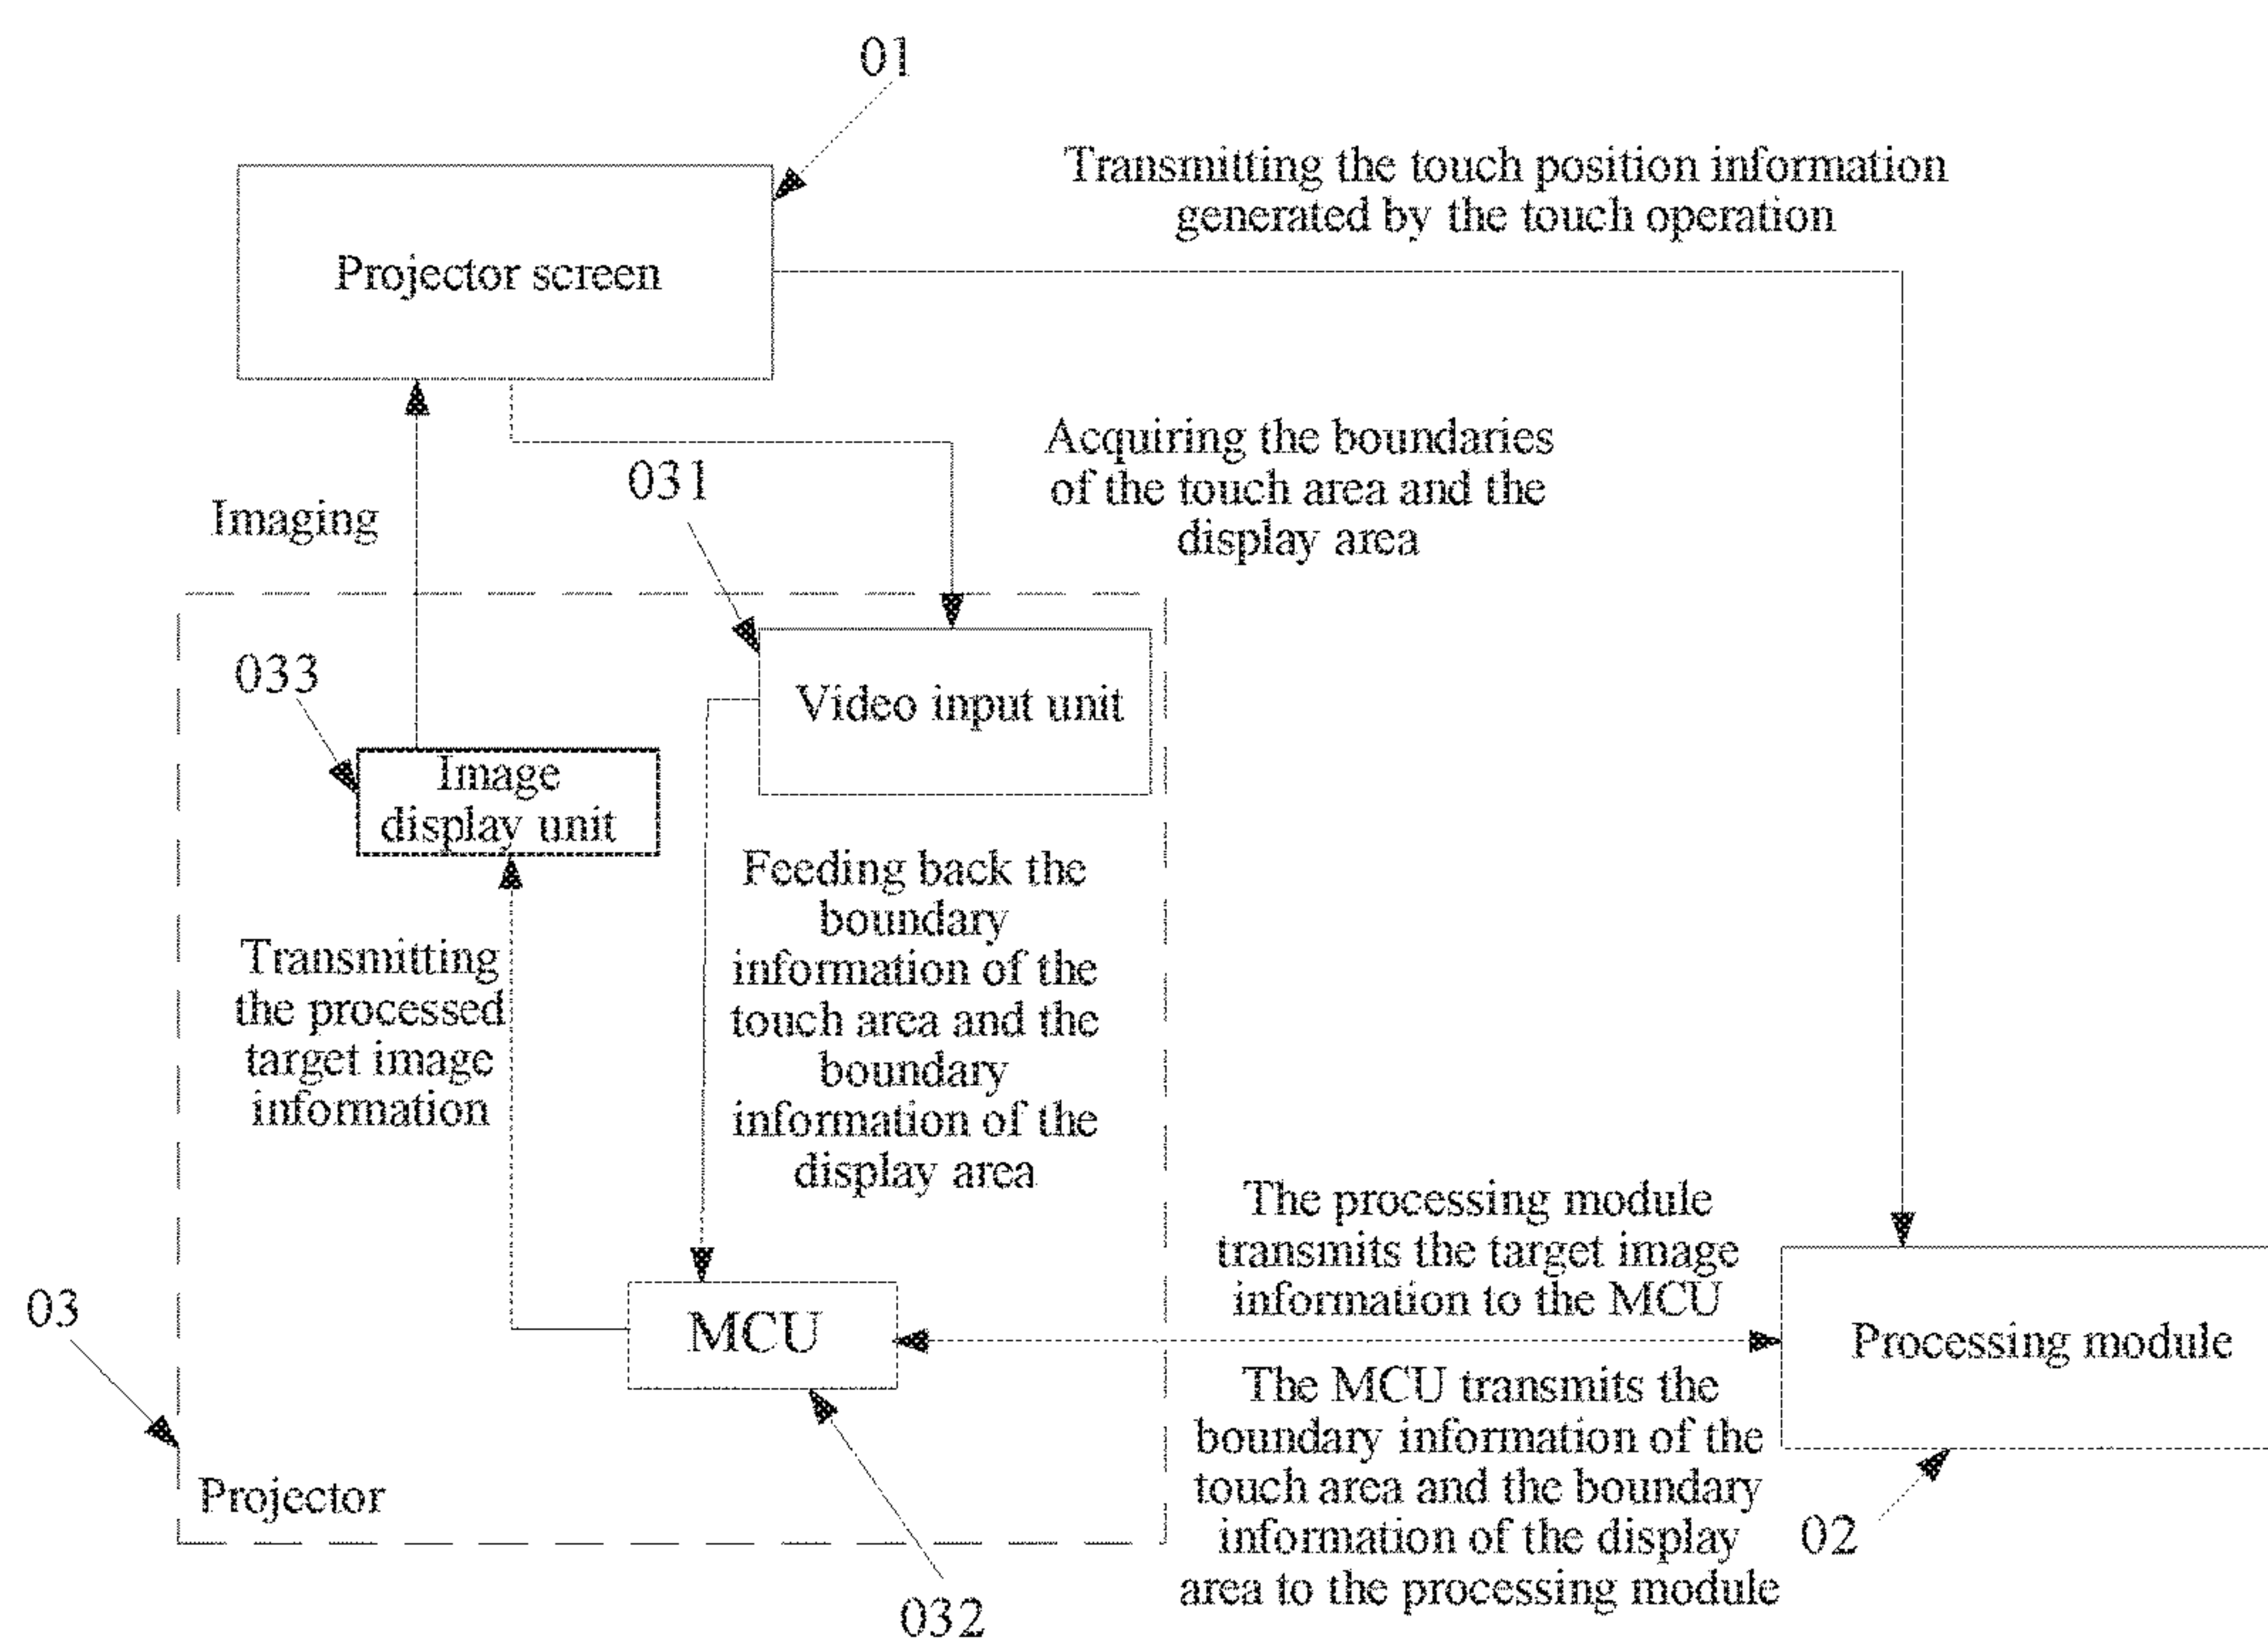 01
Transmitting the touch position information
generated by the touch operation
Projector screen
Acquiring the boundaries
of the touch area and the
display area
031
Imaging
033
Video input unit
Image
display unit
Feeding back the
boundary
information of the
touch area and the
boundary
information of the
display area
Transmitting
the processed
target image
information
The processing module
transmits the target image
information to the MCU
03
MCU
Processing module
The MCU transmits the
boundary information of the
touch area and the boundary
information of the display
area to the processing module
Projector
02
032